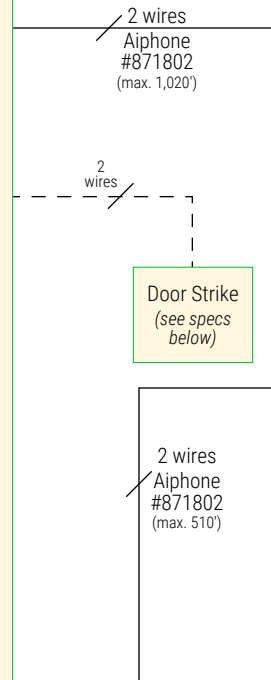 2 wires
Aiphone
#871802
(max. 1,020')
2
wires
Door Strike
(see specs
below)
2 wires
Aiphone
#871802
(max. 510')